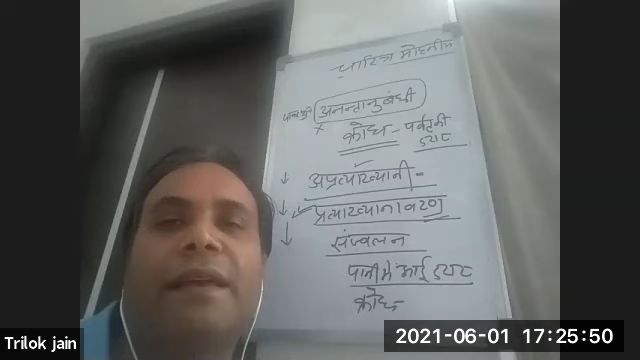 चारित्र मोहनीय
अनन्तानुबंधी
क्रोध - पर्वत की
अप्रत्याख्यानी -
प्रत्याख्यानावरण
संज्वलन
पानी मे आई दरार
क्रोध
Trilok jain
2021-06-01 17:25:50